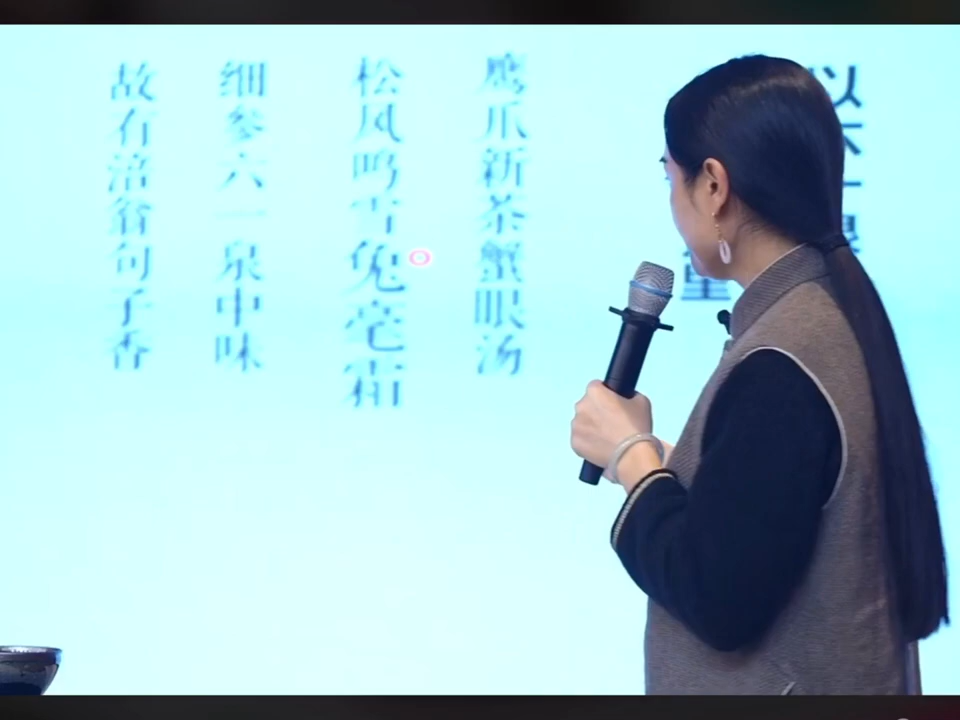 鹰爪新茶蟹眼汤
松风鸣雪兔毫霜
细参六一泉中味
故有涪翁句子香